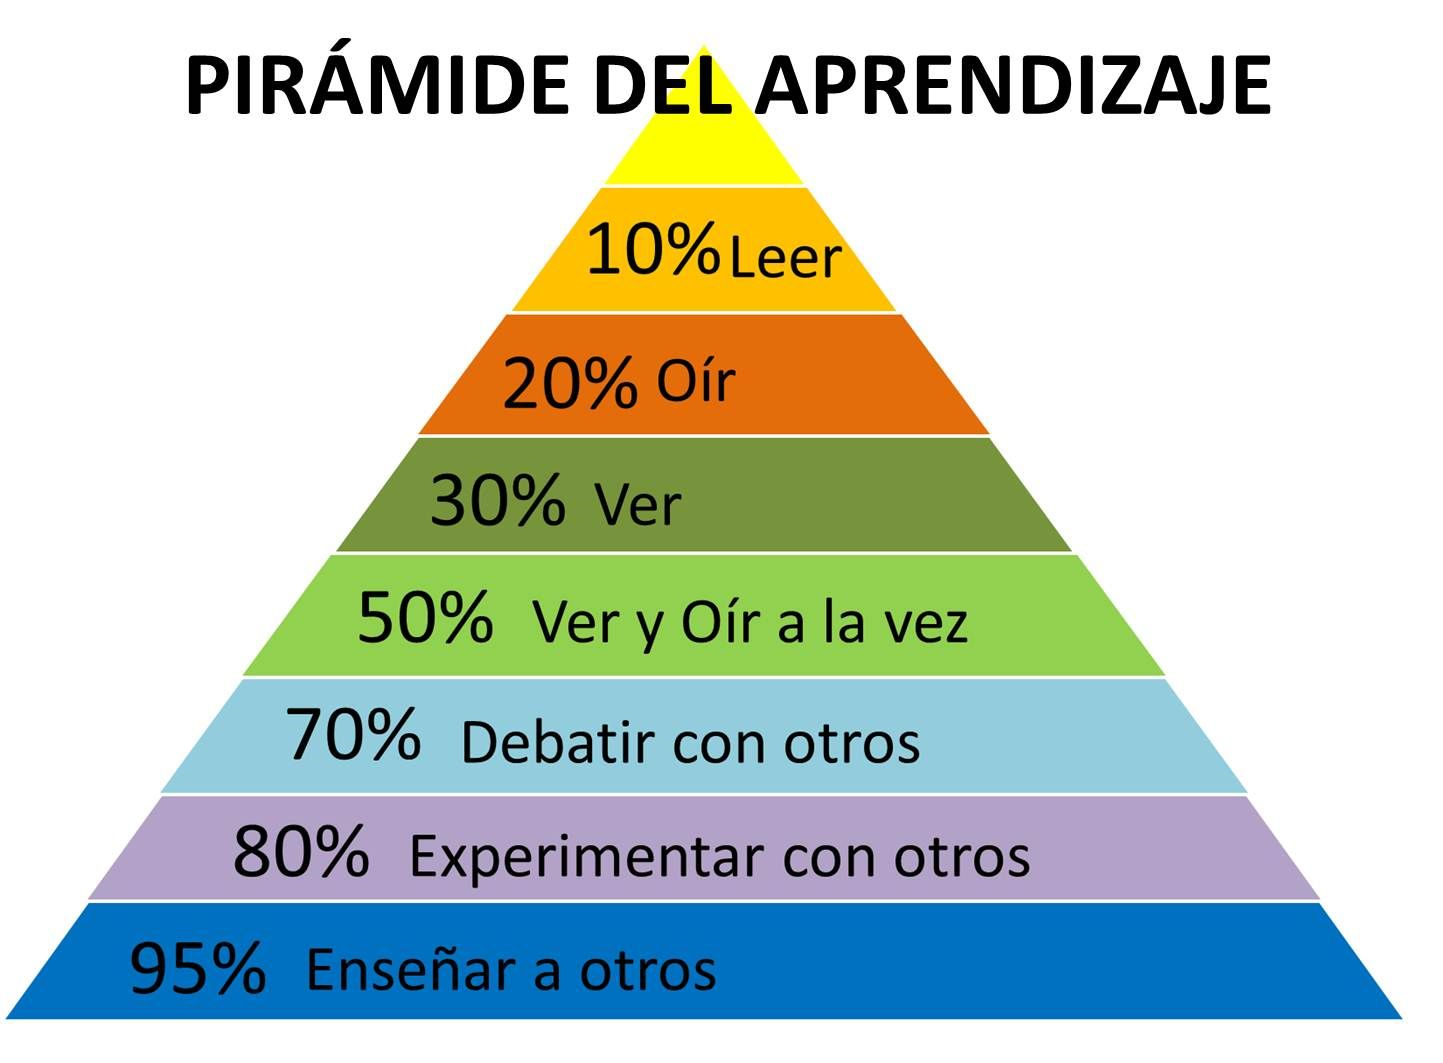 PIRÁMIDE DEL APRENDIZAJE
10% Leer
20% Oír
30% Ver
50% Ver y Oír a la vez
70% Debatir con otros
80% Experimentar con otros
95% Enseñar a otros